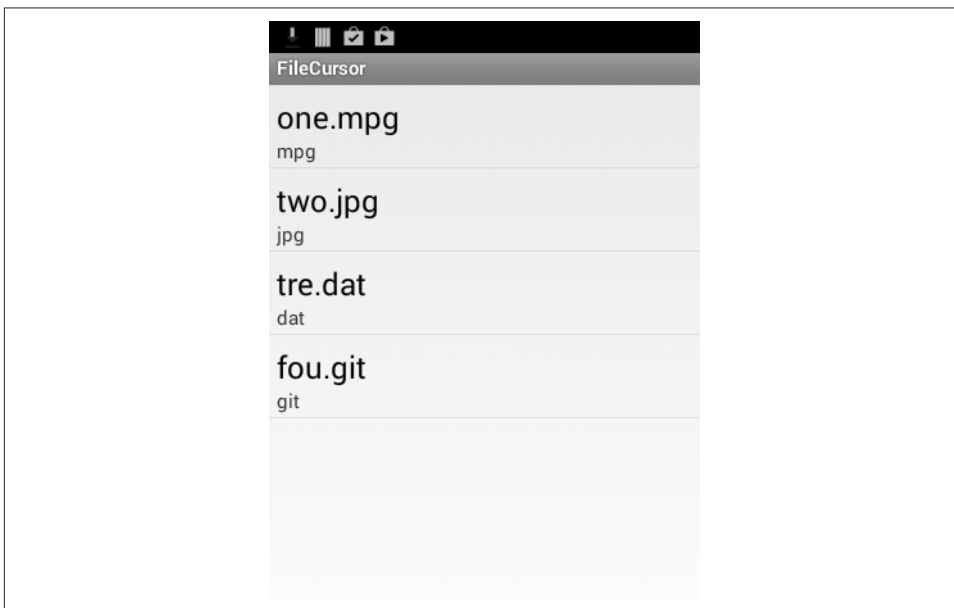 FileCursor
one.mpg
mpg
two.jpg
jpg
tre.dat
dat
fou.git
git